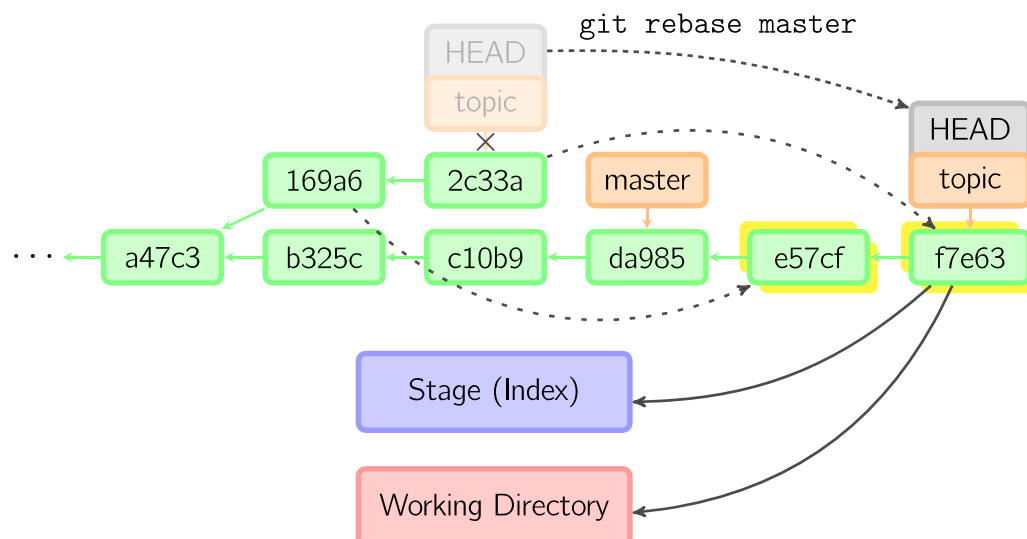 git rebase master
HEAD
topic
HEAD
topic
169a6
2c33a
master
...
a47c3
b325c
c10b9
da985
e57cf
f7e63
Stage (Index)
Working Directory